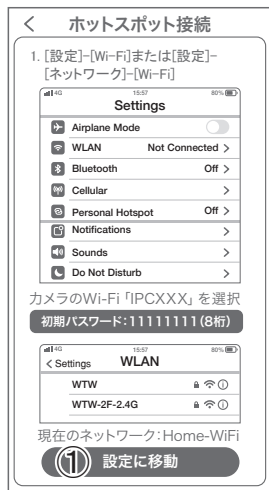 < ホットスポット接続
1. [設定]-[Wi-Fi]または[設定]-
[ネットワーク]-[Wi-Fi]
4G 15:57 80%
Settings
Airplane Mode
WLAN Not Connected >
Bluetooth Off >
Cellular >
Personal Hotspot Off >
Notifications >
Sounds >
Do Not Disturb >
カメラのWi-Fi「IPCXXX」を選択
初期パスワード:11111111(8桁)
4G 15:57 80%
< Settings WLAN
WTW
WTW-2F-2.4G
現在のネットワーク:Home-WiFi
① 設定に移動